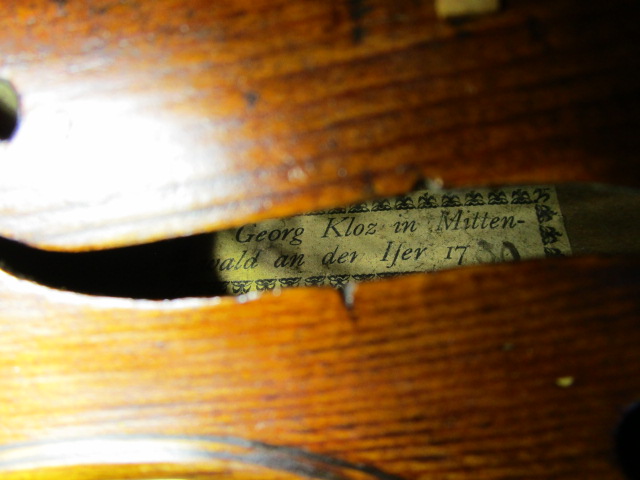 Georg Kloz in Mitten-
wald an der Iſer 17